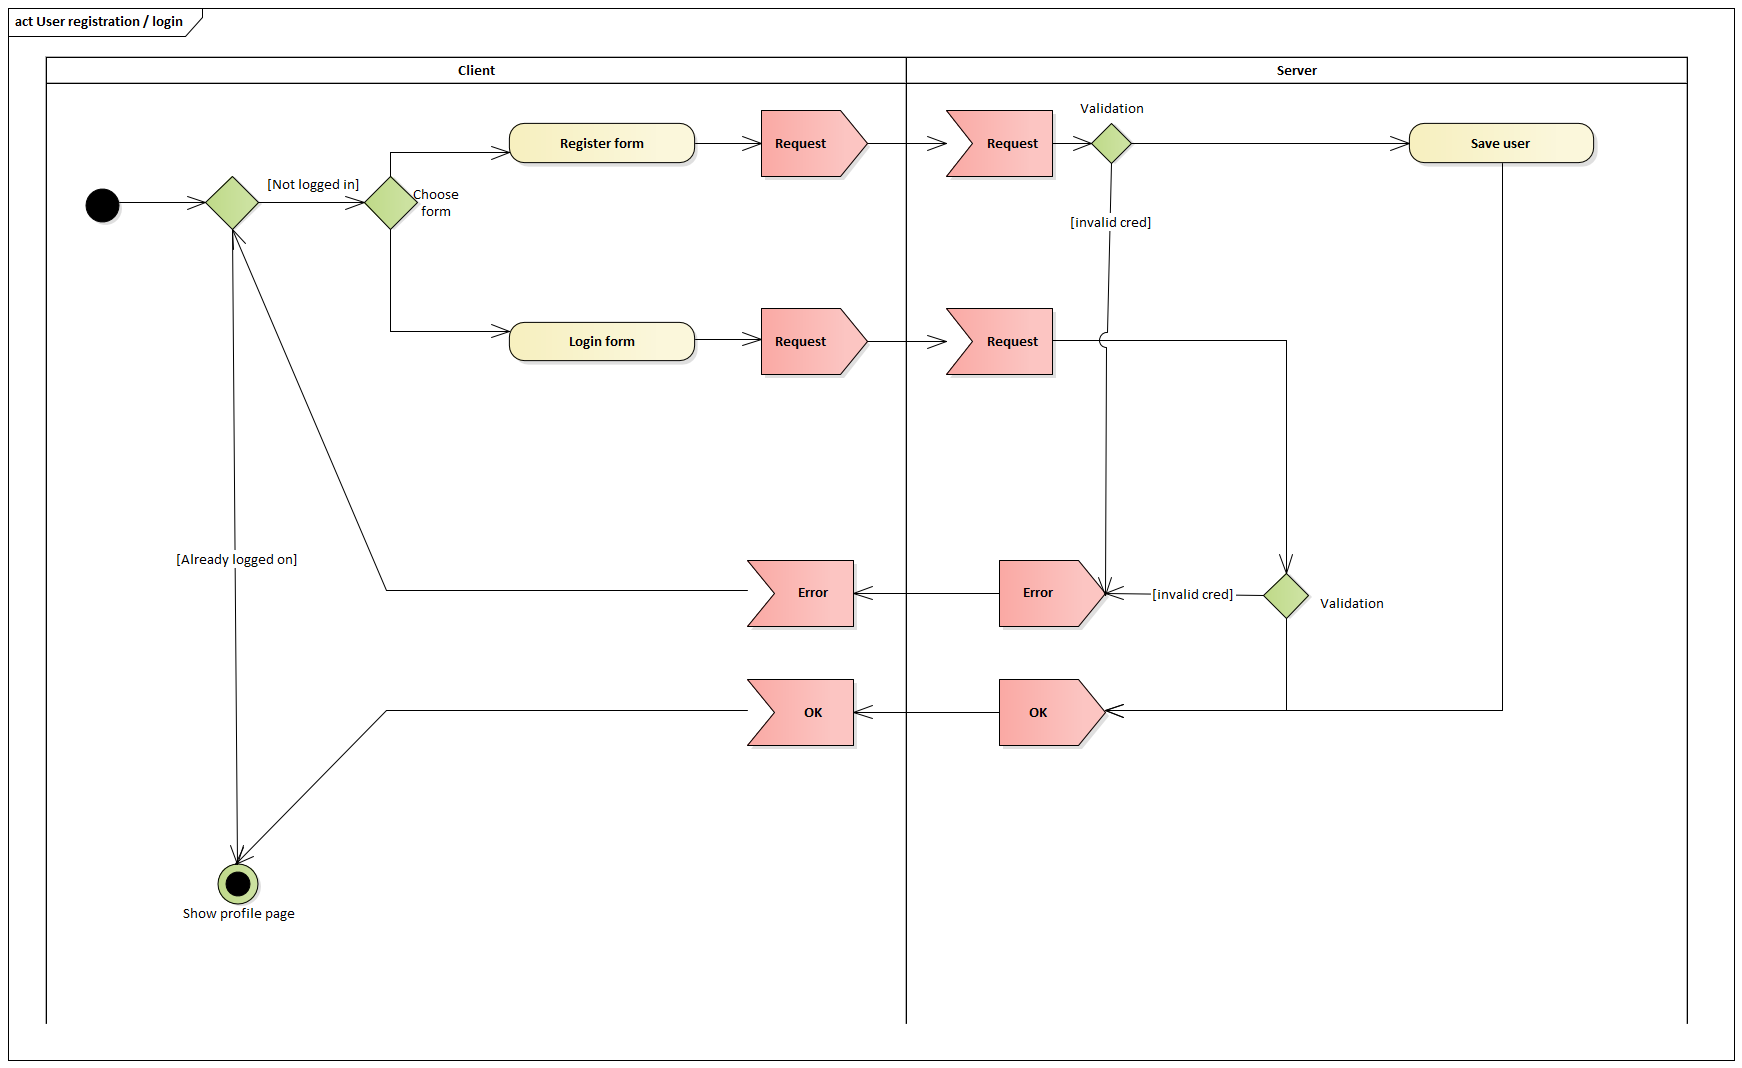 act User registration / login
Client
Server
Validation
Register form
Request
Request
Save user
[Not logged in]
Choose
form
[invalid cred]
Login form
Request
Request
[Already logged on]
Error
Error
[invalid cred]
Validation
OK
OK
Show profile page